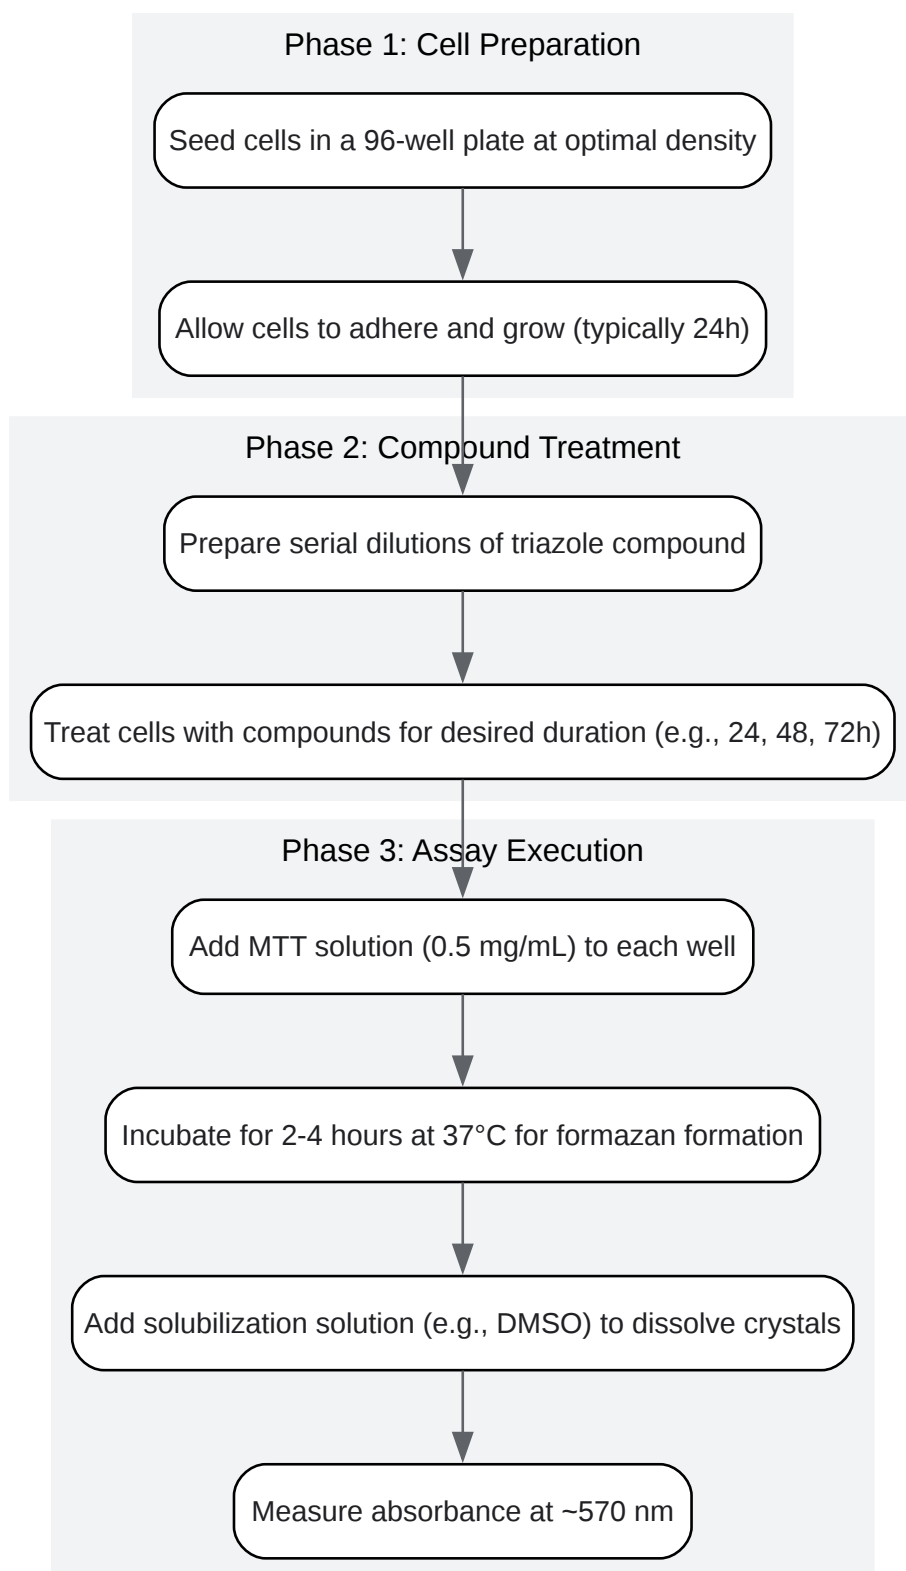 Phase 1: Cell Preparation
Seed cells in a 96-well plate at optimal density
Allow cells to adhere and grow (typically 24h)
Phase 2: Compound Treatment
Prepare serial dilutions of triazole compound
Treat cells with compounds for desired duration (e.g., 24, 48, 72h)
Phase 3: Assay Execution
Add MTT solution (0.5 mg/mL) to each well
Incubate for 2-4 hours at 37°C for formazan formation
Add solubilization solution (e.g., DMSO) to dissolve crystals
Measure absorbance at ~570 nm